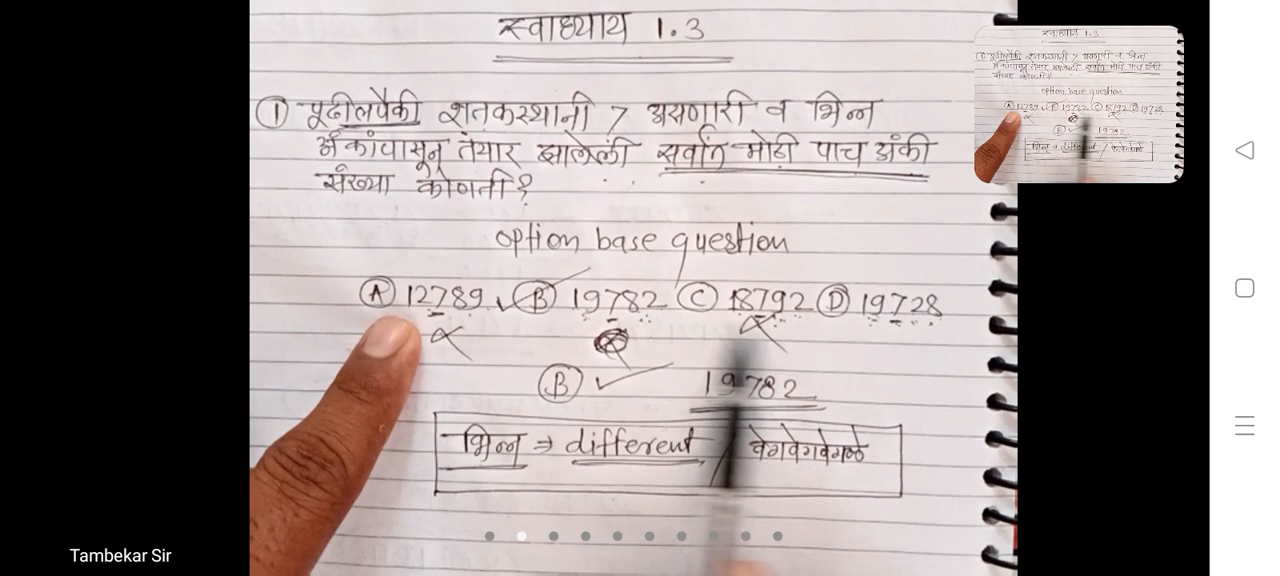 स्वाध्याय 1.3
① पूढीलपैकी शतकस्थानी 7 असणारी व भिन्न
अंकांपासून तयार झालेली सर्वात मोठी पाच अंकी
संख्या कोणती?
option base question
Ⓐ 12789 Ⓑ 19782 Ⓒ 18792 Ⓓ 19728
Ⓑ ✓ 19782
भिन्न ⇒ different / वेगवेगवेगळे
Tambekar Sir